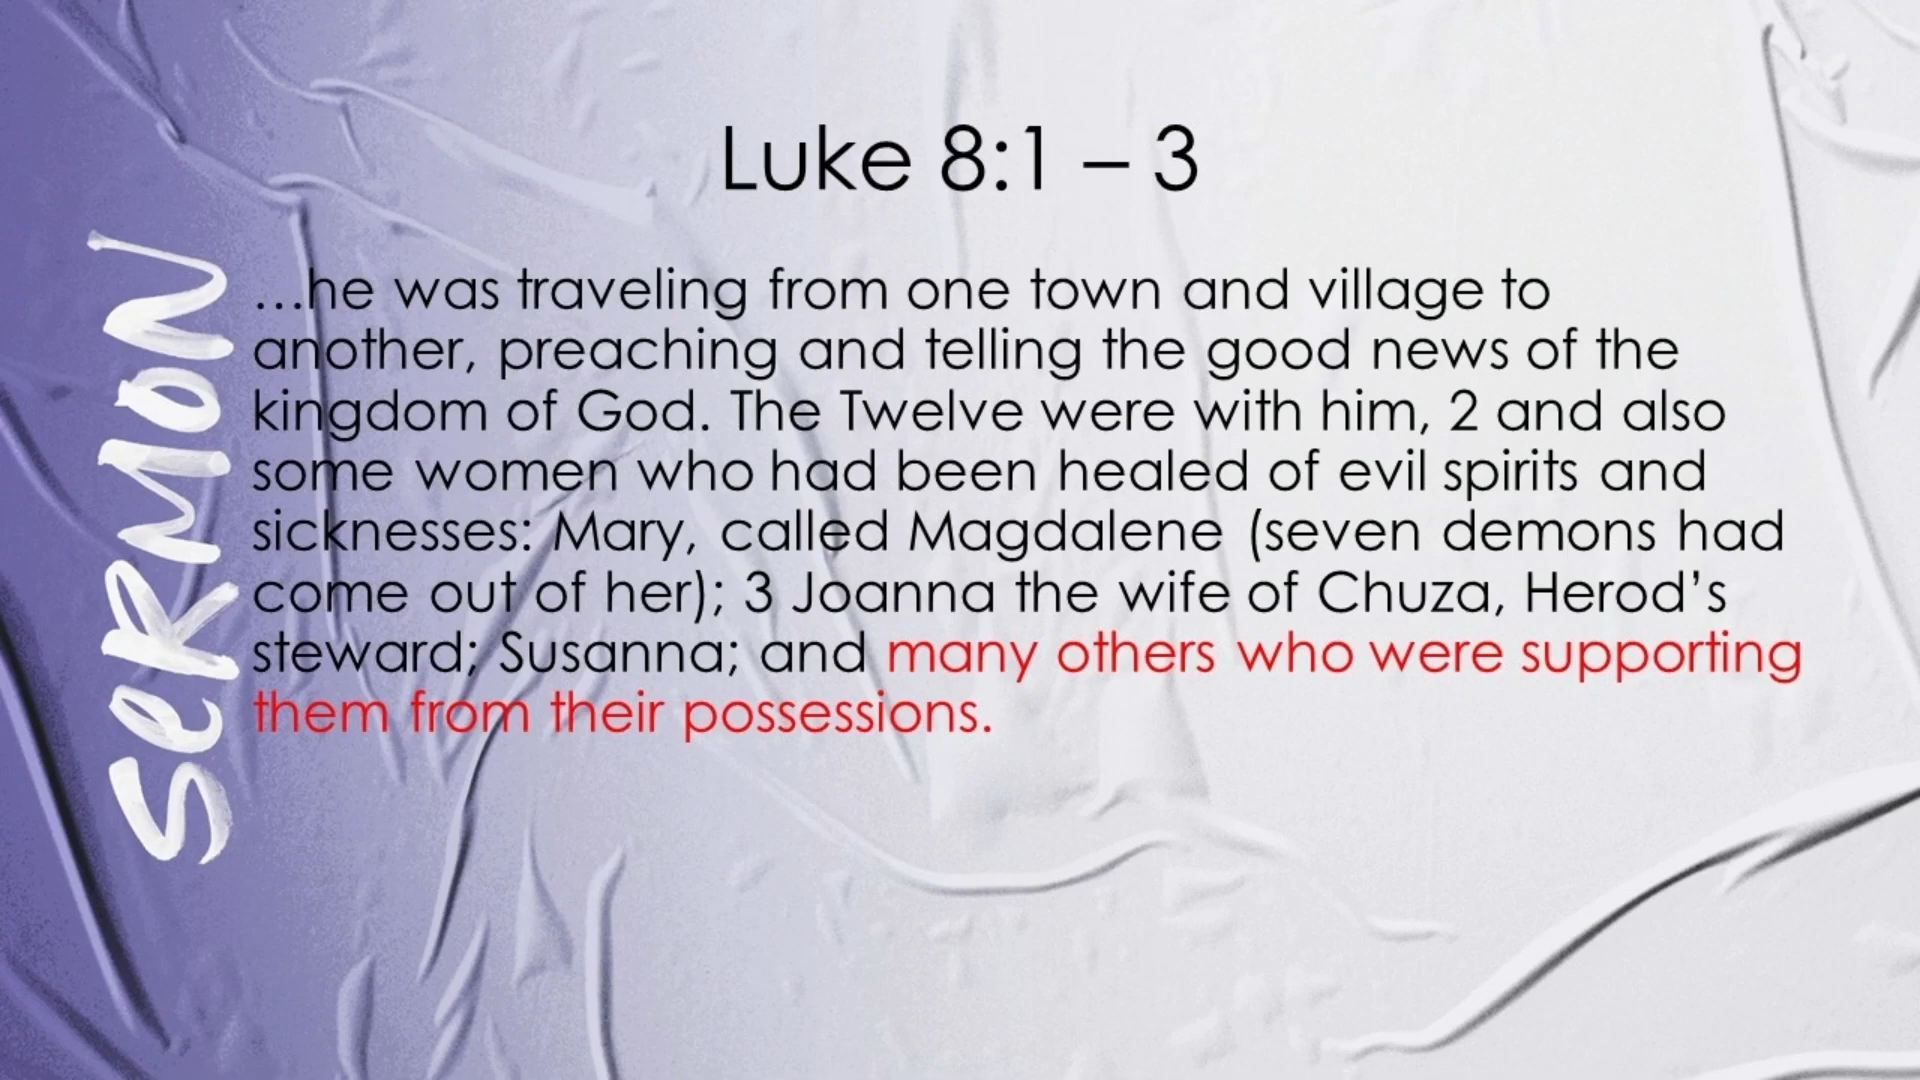 Luke 8:1 – 3
SERMON
…he was traveling from one town and village to
another, preaching and telling the good news of the
kingdom of God. The Twelve were with him, 2 and also
some women who had been healed of evil spirits and
sicknesses: Mary, called Magdalene (seven demons had
come out of her); 3 Joanna the wife of Chuza, Herod’s
steward; Susanna; and many others who were supporting
them from their possessions.